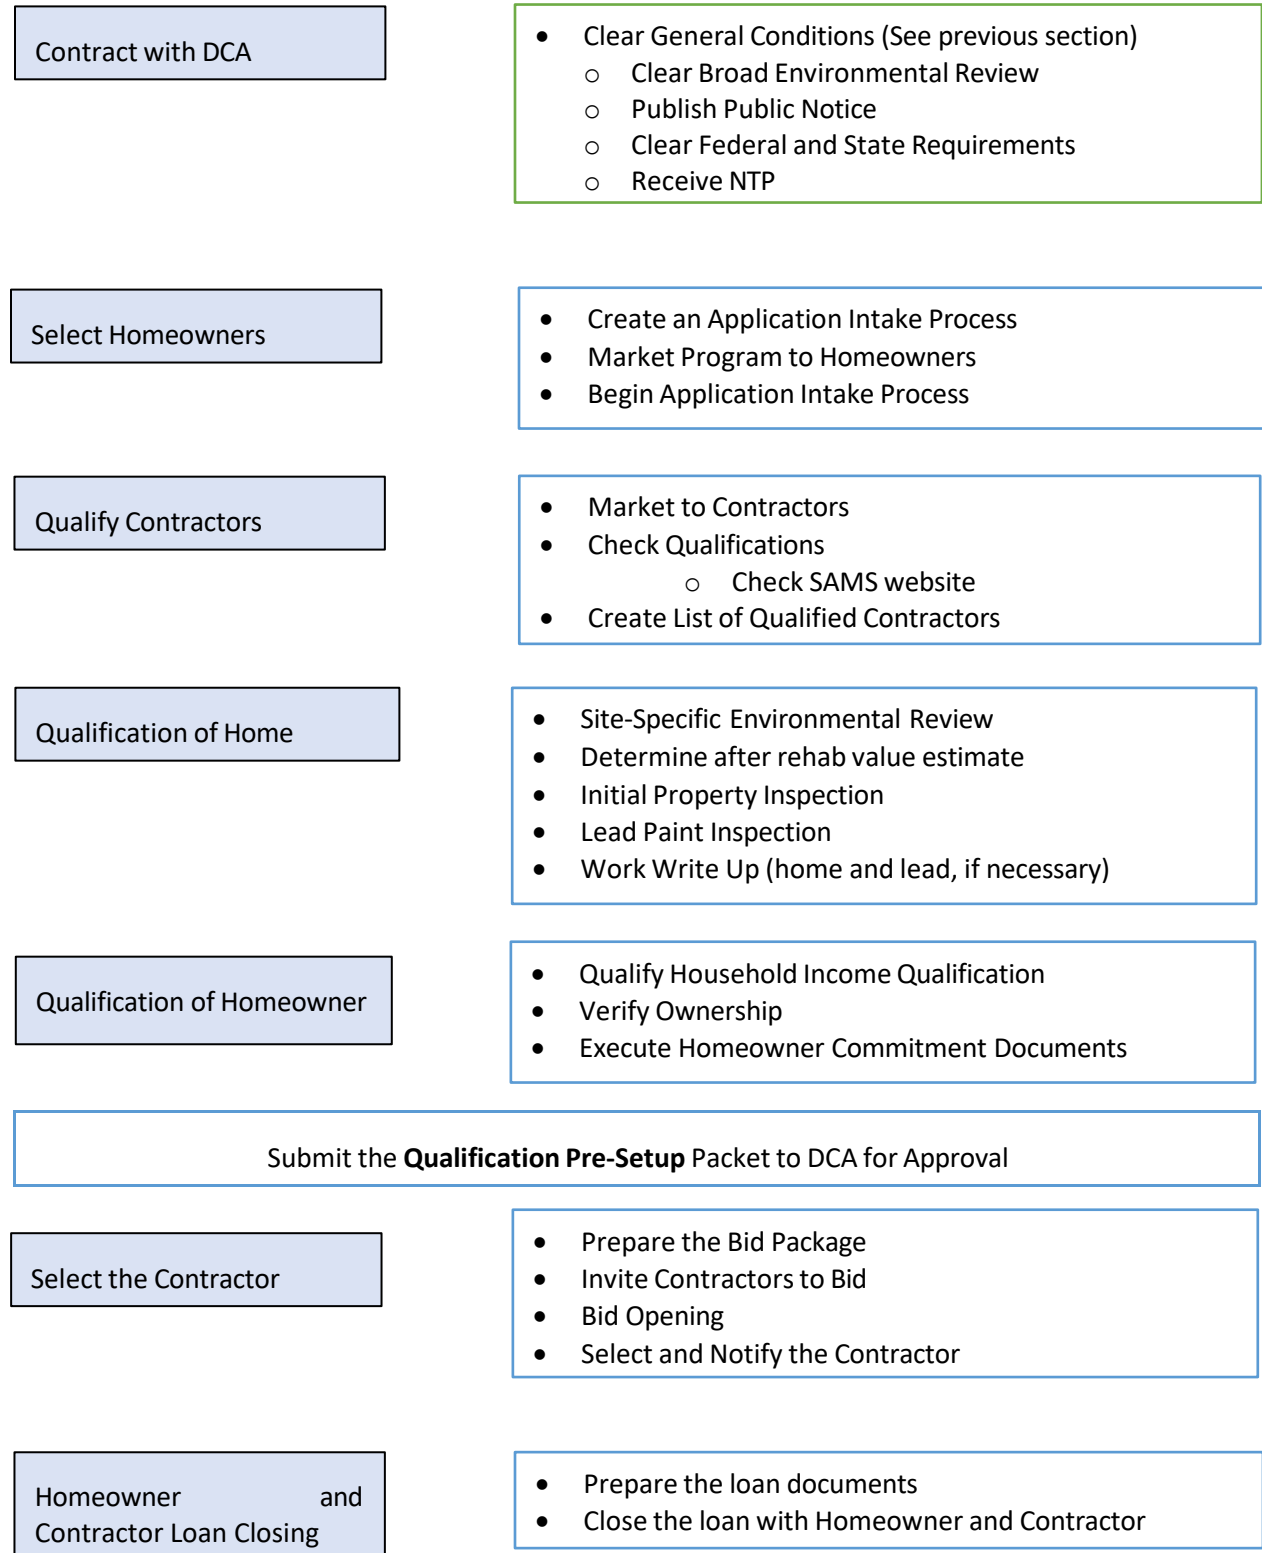 Contract with DCA
• Clear General Conditions (See previous section)
o Clear Broad Environmental Review
o Publish Public Notice
o Clear Federal and State Requirements
o Receive NTP
Select Homeowners
• Create an Application Intake Process
• Market Program to Homeowners
• Begin Application Intake Process
Qualify Contractors
• Market to Contractors
• Check Qualifications
o Check SAMS website
• Create List of Qualified Contractors
Qualification of Home
• Site-Specific Environmental Review
• Determine after rehab value estimate
• Initial Property Inspection
• Lead Paint Inspection
• Work Write Up (home and lead, if necessary)
Qualification of Homeowner
• Qualify Household Income Qualification
• Verify Ownership
• Execute Homeowner Commitment Documents
Submit the Qualification Pre-Setup Packet to DCA for Approval
Select the Contractor
• Prepare the Bid Package
• Invite Contractors to Bid
• Bid Opening
• Select and Notify the Contractor
Homeowner and
Contractor Loan Closing
• Prepare the loan documents
• Close the loan with Homeowner and Contractor